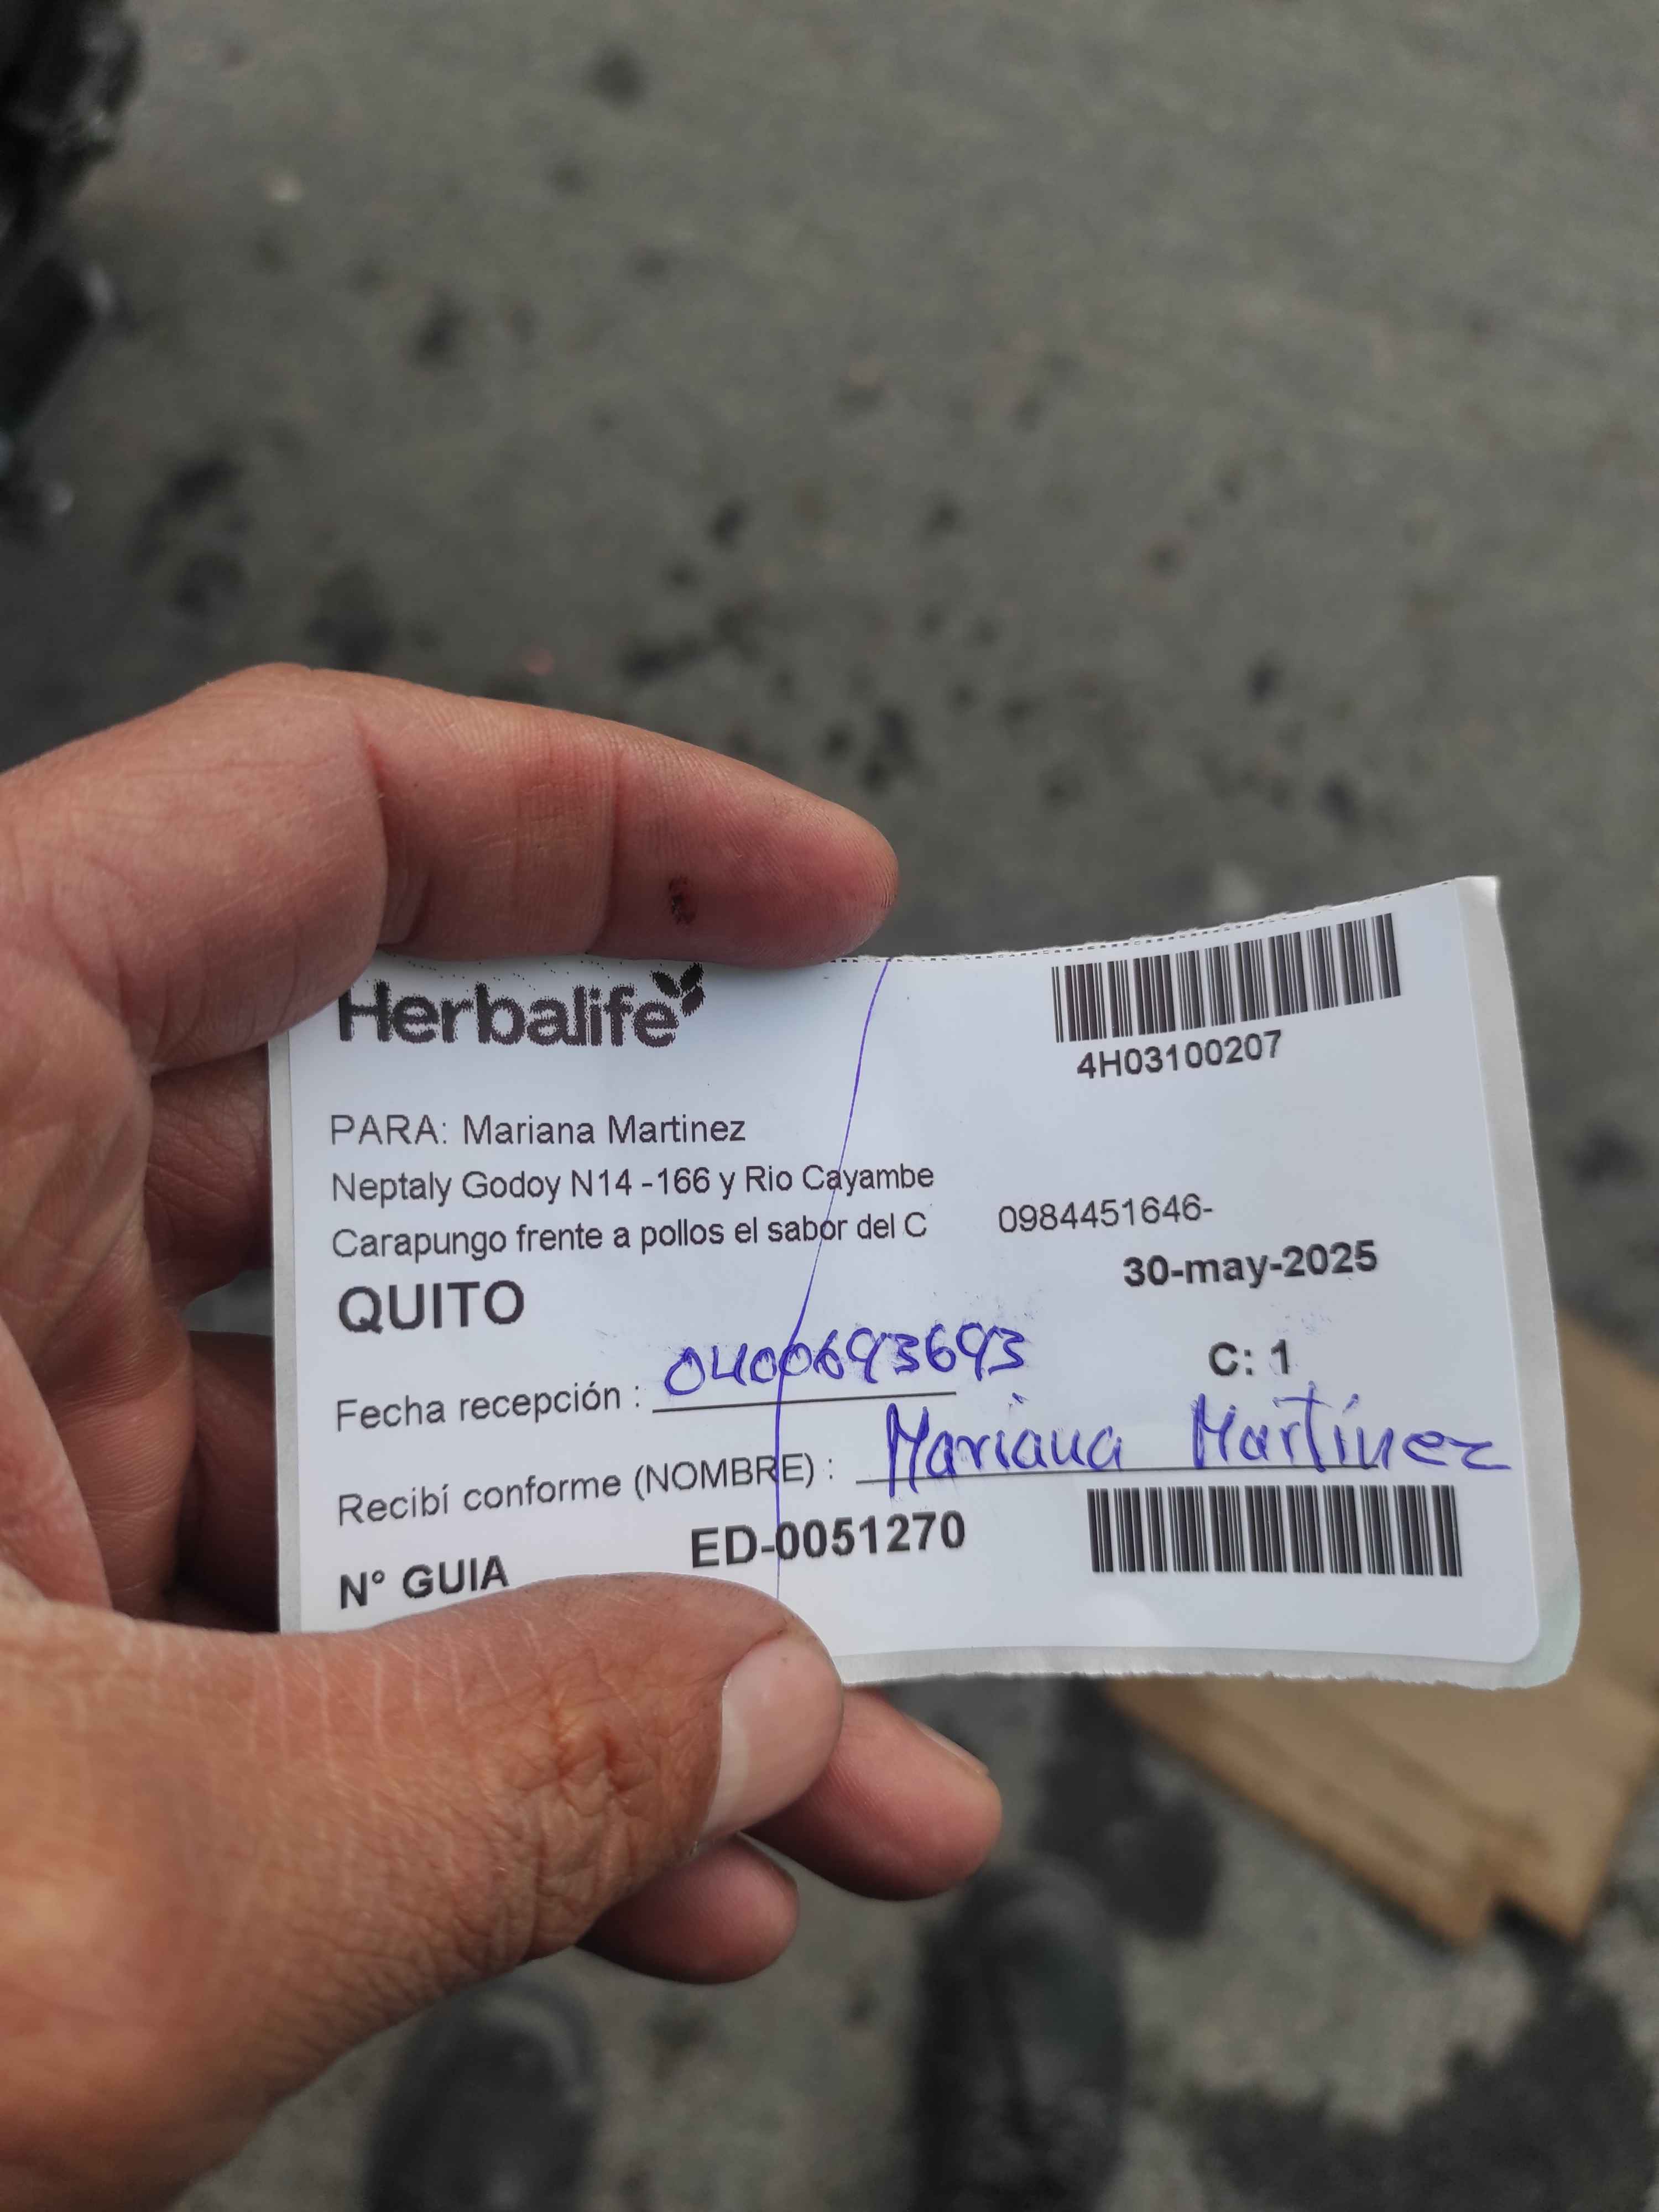 Herbalife
4H03100207
PARA: Mariana Martinez
Neptaly Godoy N14 -166 y Rio Cayambe
Carapungo frente a pollos el sabor del C 0984451646-
30-may-2025
QUITO
C: 1
Fecha recepción : 0400693693
Recibí conforme (NOMBRE) : Mariana Martínez
N° GUIA ED-0051270